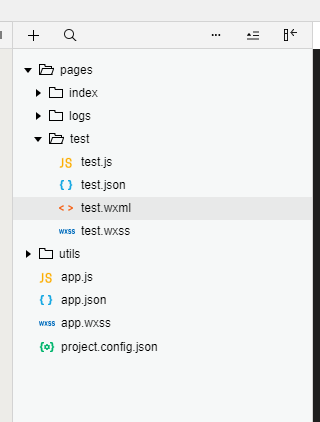 pages
index
logs
test
JS test.js
{ } test.json
< > test.wxml
wxss test.wxss
utils
JS app.js
{ } app.json
wxss app.wxss
project.config.json